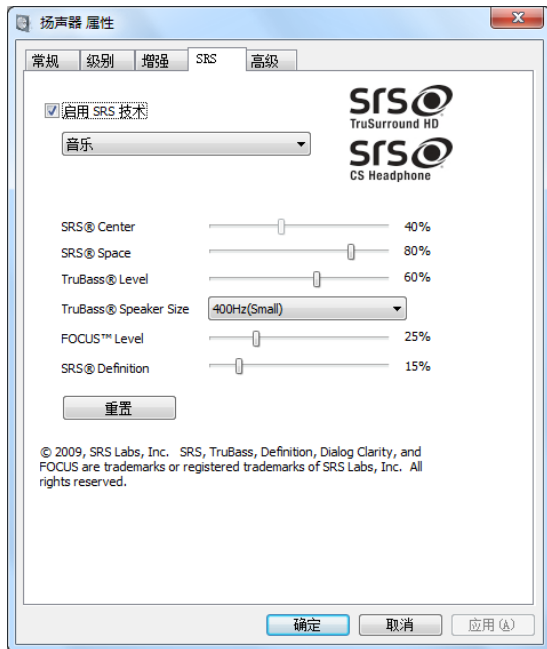 扬声器 属性
常规 级别 增强 SRS 高级
启用 SRS 技术
SRS
TruSurround HD
音乐
SRS
CS Headphone
SRS® Center 40%
SRS® Space 80%
TruBass® Level 60%
TruBass® Speaker Size 400Hz(Small)
FOCUS™ Level 25%
SRS® Definition 15%
重置
© 2009, SRS Labs, Inc. SRS, TruBass, Definition, Dialog Clarity, and
FOCUS are trademarks or registered trademarks of SRS Labs, Inc. All
rights reserved.
确定 取消 应用(A)